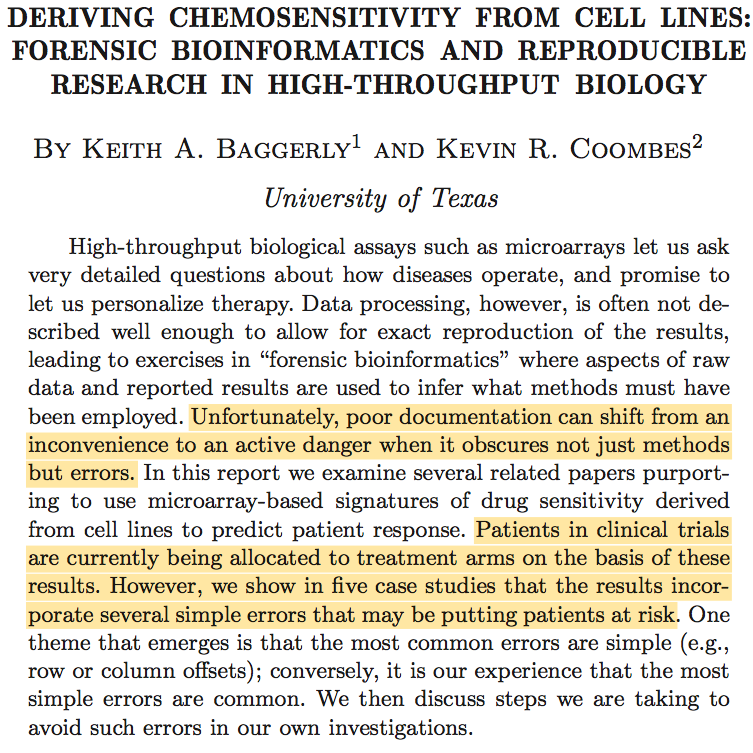 DERIVING CHEMOSENSITIVITY FROM CELL LINES:
FORENSIC BIOINFORMATICS AND REPRODUCIBLE
RESEARCH IN HIGH-THROUGHPUT BIOLOGY
By Keith A. Baggerly1 and Kevin R. Coombes2
University of Texas
High-throughput biological assays such as microarrays let us ask
very detailed questions about how diseases operate, and promise to
let us personalize therapy. Data processing, however, is often not de-
scribed well enough to allow for exact reproduction of the results,
leading to exercises in “forensic bioinformatics” where aspects of raw
data and reported results are used to infer what methods must have
been employed. Unfortunately, poor documentation can shift from an
inconvenience to an active danger when it obscures not just methods
but errors. In this report we examine several related papers purport-
ing to use microarray-based signatures of drug sensitivity derived
from cell lines to predict patient response. Patients in clinical trials
are currently being allocated to treatment arms on the basis of these
results. However, we show in five case studies that the results incor-
porate several simple errors that may be putting patients at risk. One
theme that emerges is that the most common errors are simple (e.g.,
row or column offsets); conversely, it is our experience that the most
simple errors are common. We then discuss steps we are taking to
avoid such errors in our own investigations.